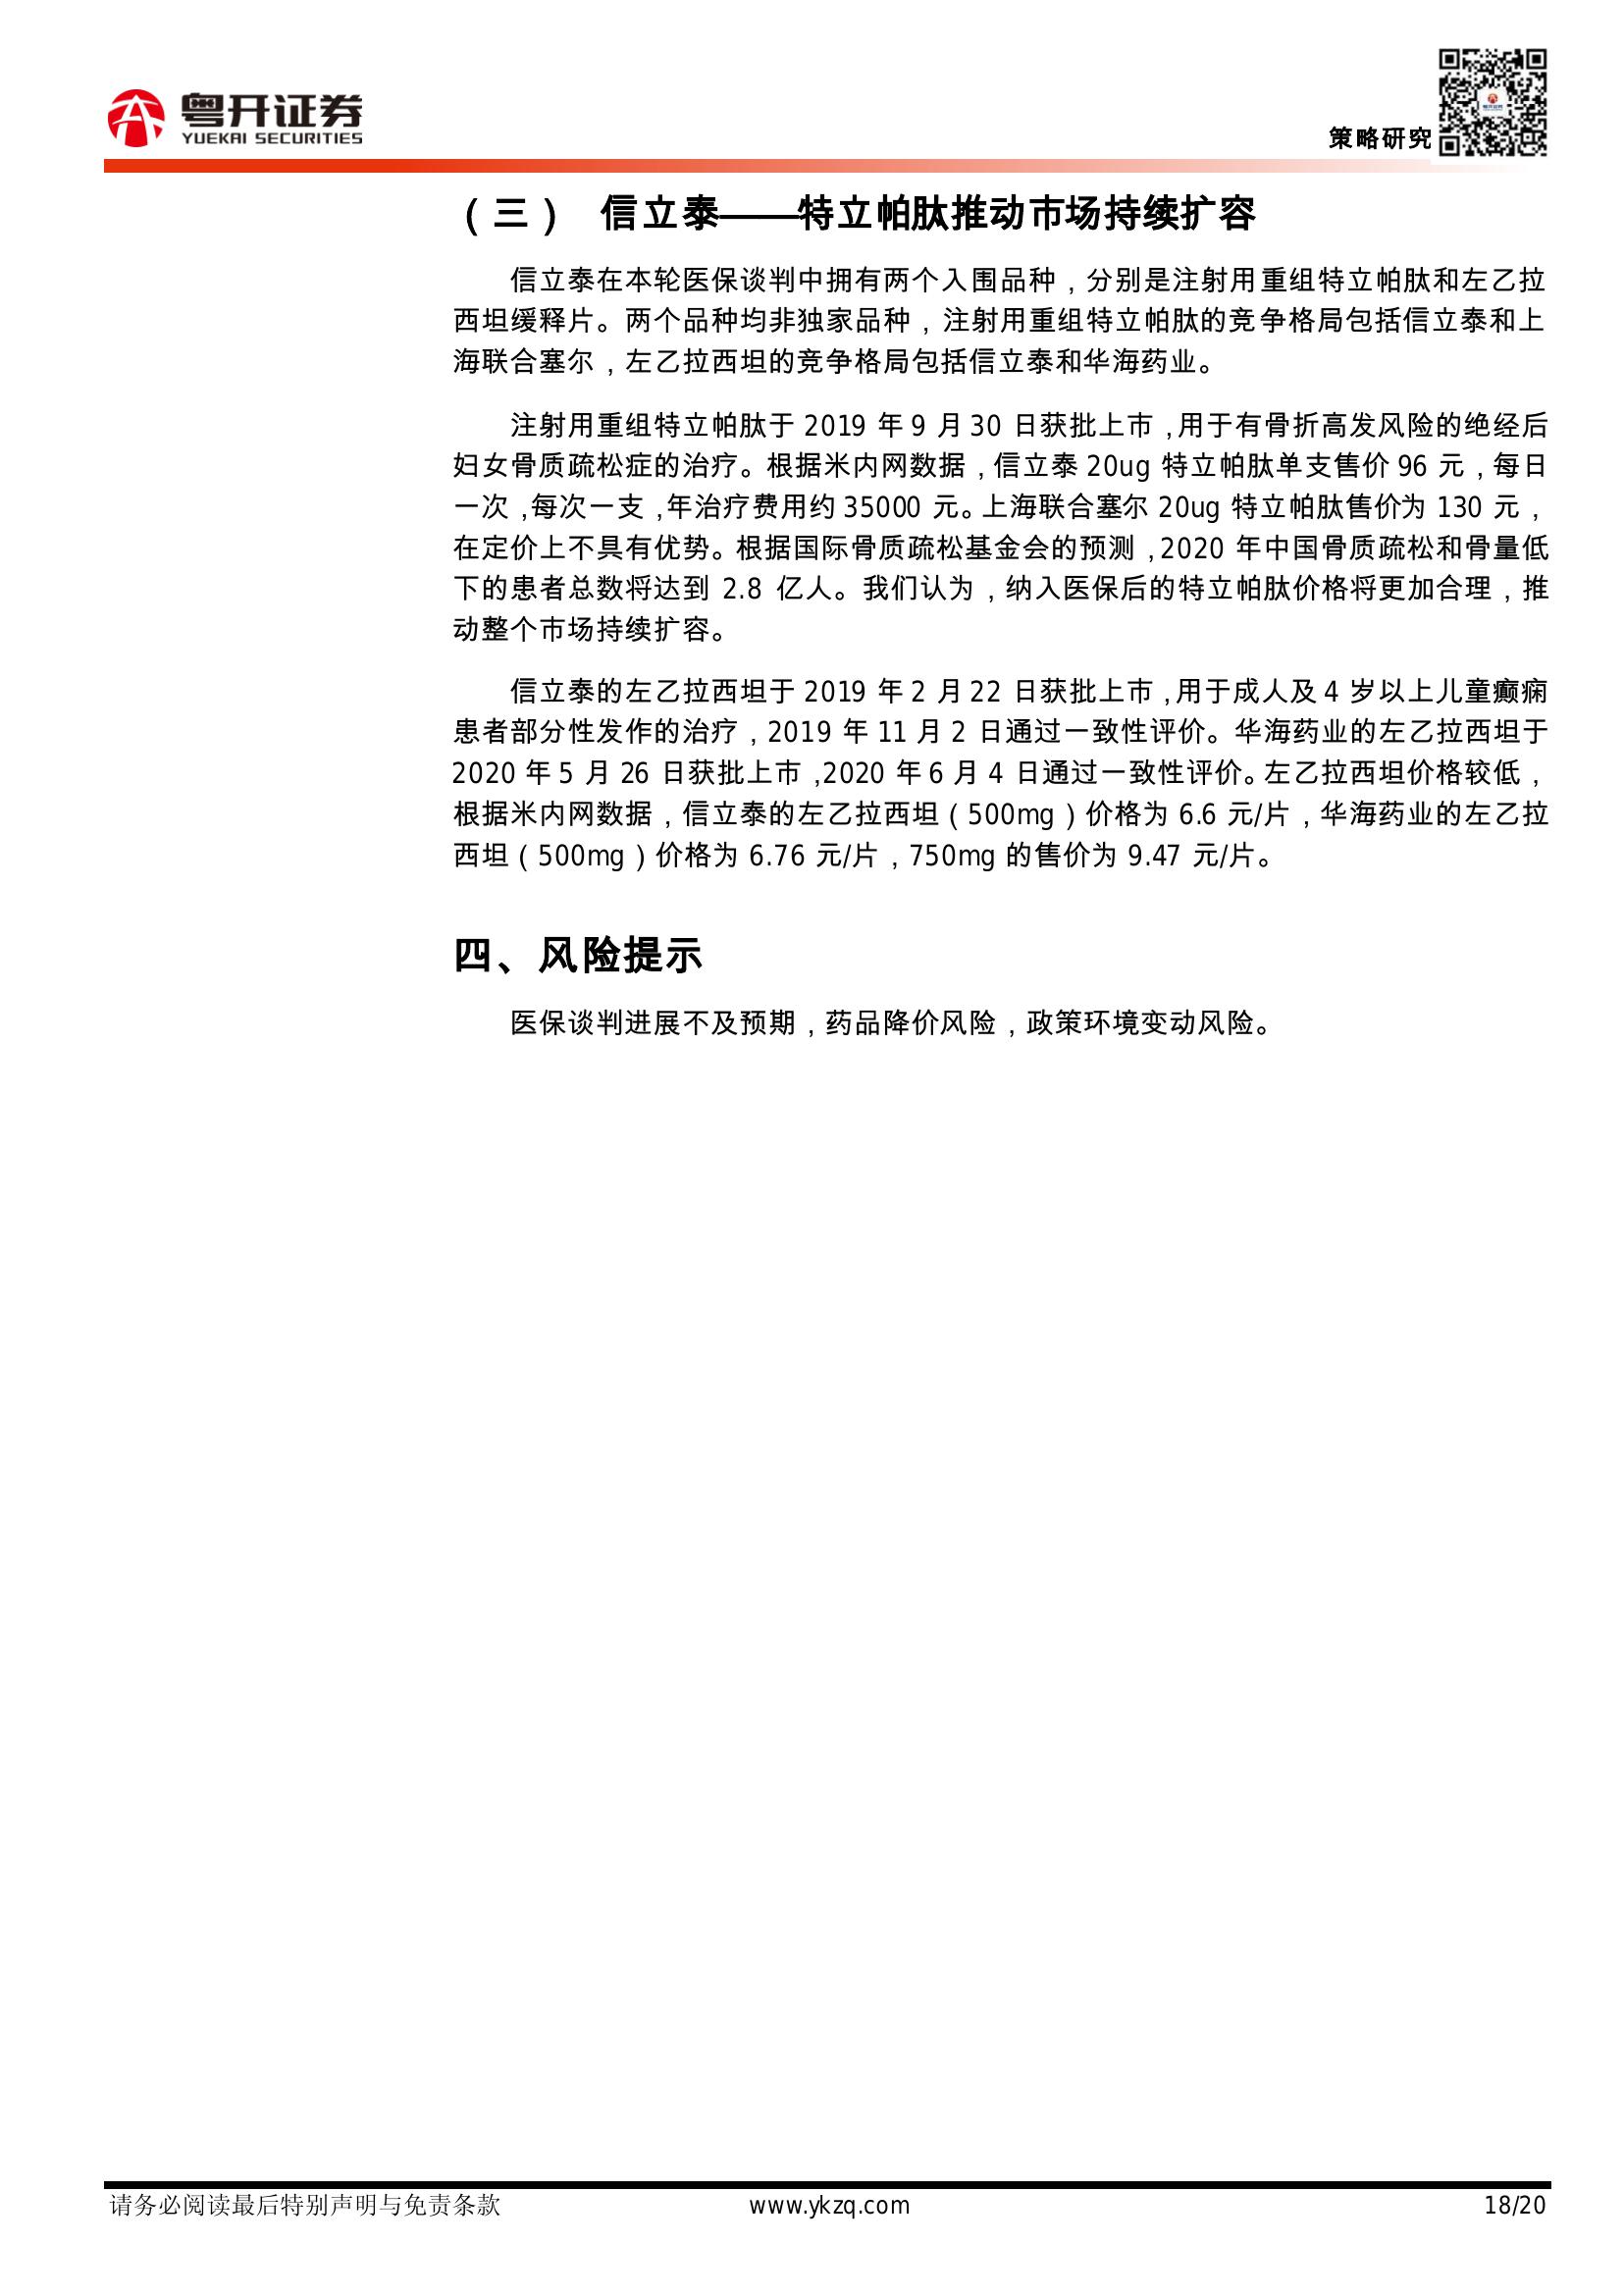 粤开证券
YUEKAI SECURITIES
策略研究
（三） 信立泰——特立帕肽推动市场持续扩容
信立泰在本轮医保谈判中拥有两个入围品种，分别是注射用重组特立帕肽和左乙拉
西坦缓释片。两个品种均非独家品种，注射用重组特立帕肽的竞争格局包括信立泰和上
海联合塞尔，左乙拉西坦的竞争格局包括信立泰和华海药业。
注射用重组特立帕肽于 2019 年 9 月 30 日获批上市，用于有骨折高发风险的绝经后
妇女骨质疏松症的治疗。根据米内网数据，信立泰 20ug 特立帕肽单支售价 96 元，每日
一次，每次一支，年治疗费用约 35000 元。上海联合塞尔 20ug 特立帕肽售价为 130 元，
在定价上不具有优势。根据国际骨质疏松基金会的预测，2020 年中国骨质疏松和骨量低
下的患者总数将达到 2.8 亿人。我们认为，纳入医保后的特立帕肽价格将更加合理，推
动整个市场持续扩容。
信立泰的左乙拉西坦于 2019 年 2 月 22 日获批上市，用于成人及 4 岁以上儿童癫痫
患者部分性发作的治疗，2019 年 11 月 2 日通过一致性评价。华海药业的左乙拉西坦于
2020 年 5 月 26 日获批上市，2020 年 6 月 4 日通过一致性评价。左乙拉西坦价格较低，
根据米内网数据，信立泰的左乙拉西坦（500mg）价格为 6.6 元/片，华海药业的左乙拉
西坦（500mg）价格为 6.76 元/片，750mg 的售价为 9.47 元/片。
四、风险提示
医保谈判进展不及预期，药品降价风险，政策环境变动风险。
请务必阅读最后特别声明与免责条款
www.ykzq.com
18/20